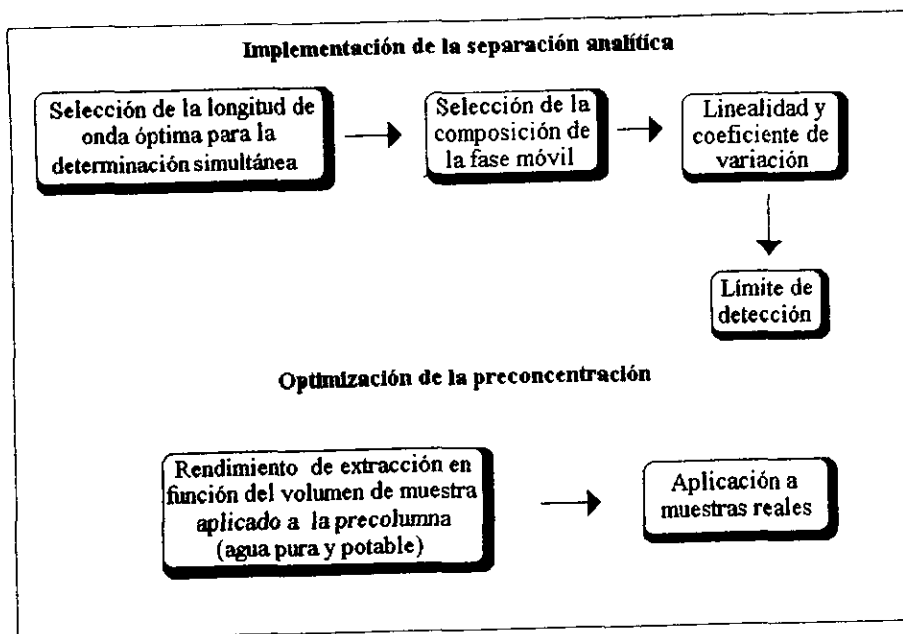 Implementación de la separación analítica
Selección de la longitud de
onda óptima para la
determinación simultánea
Selección de la
composición de
la fase móvil
Linealidad y
coeficiente de
variación
Límite de
detección
Optimización de la preconcentración
Rendimiento de extracción en
función del volumen de muestra
aplicado a la precolumna
(agua pura y potable)
Aplicación a
muestras reales